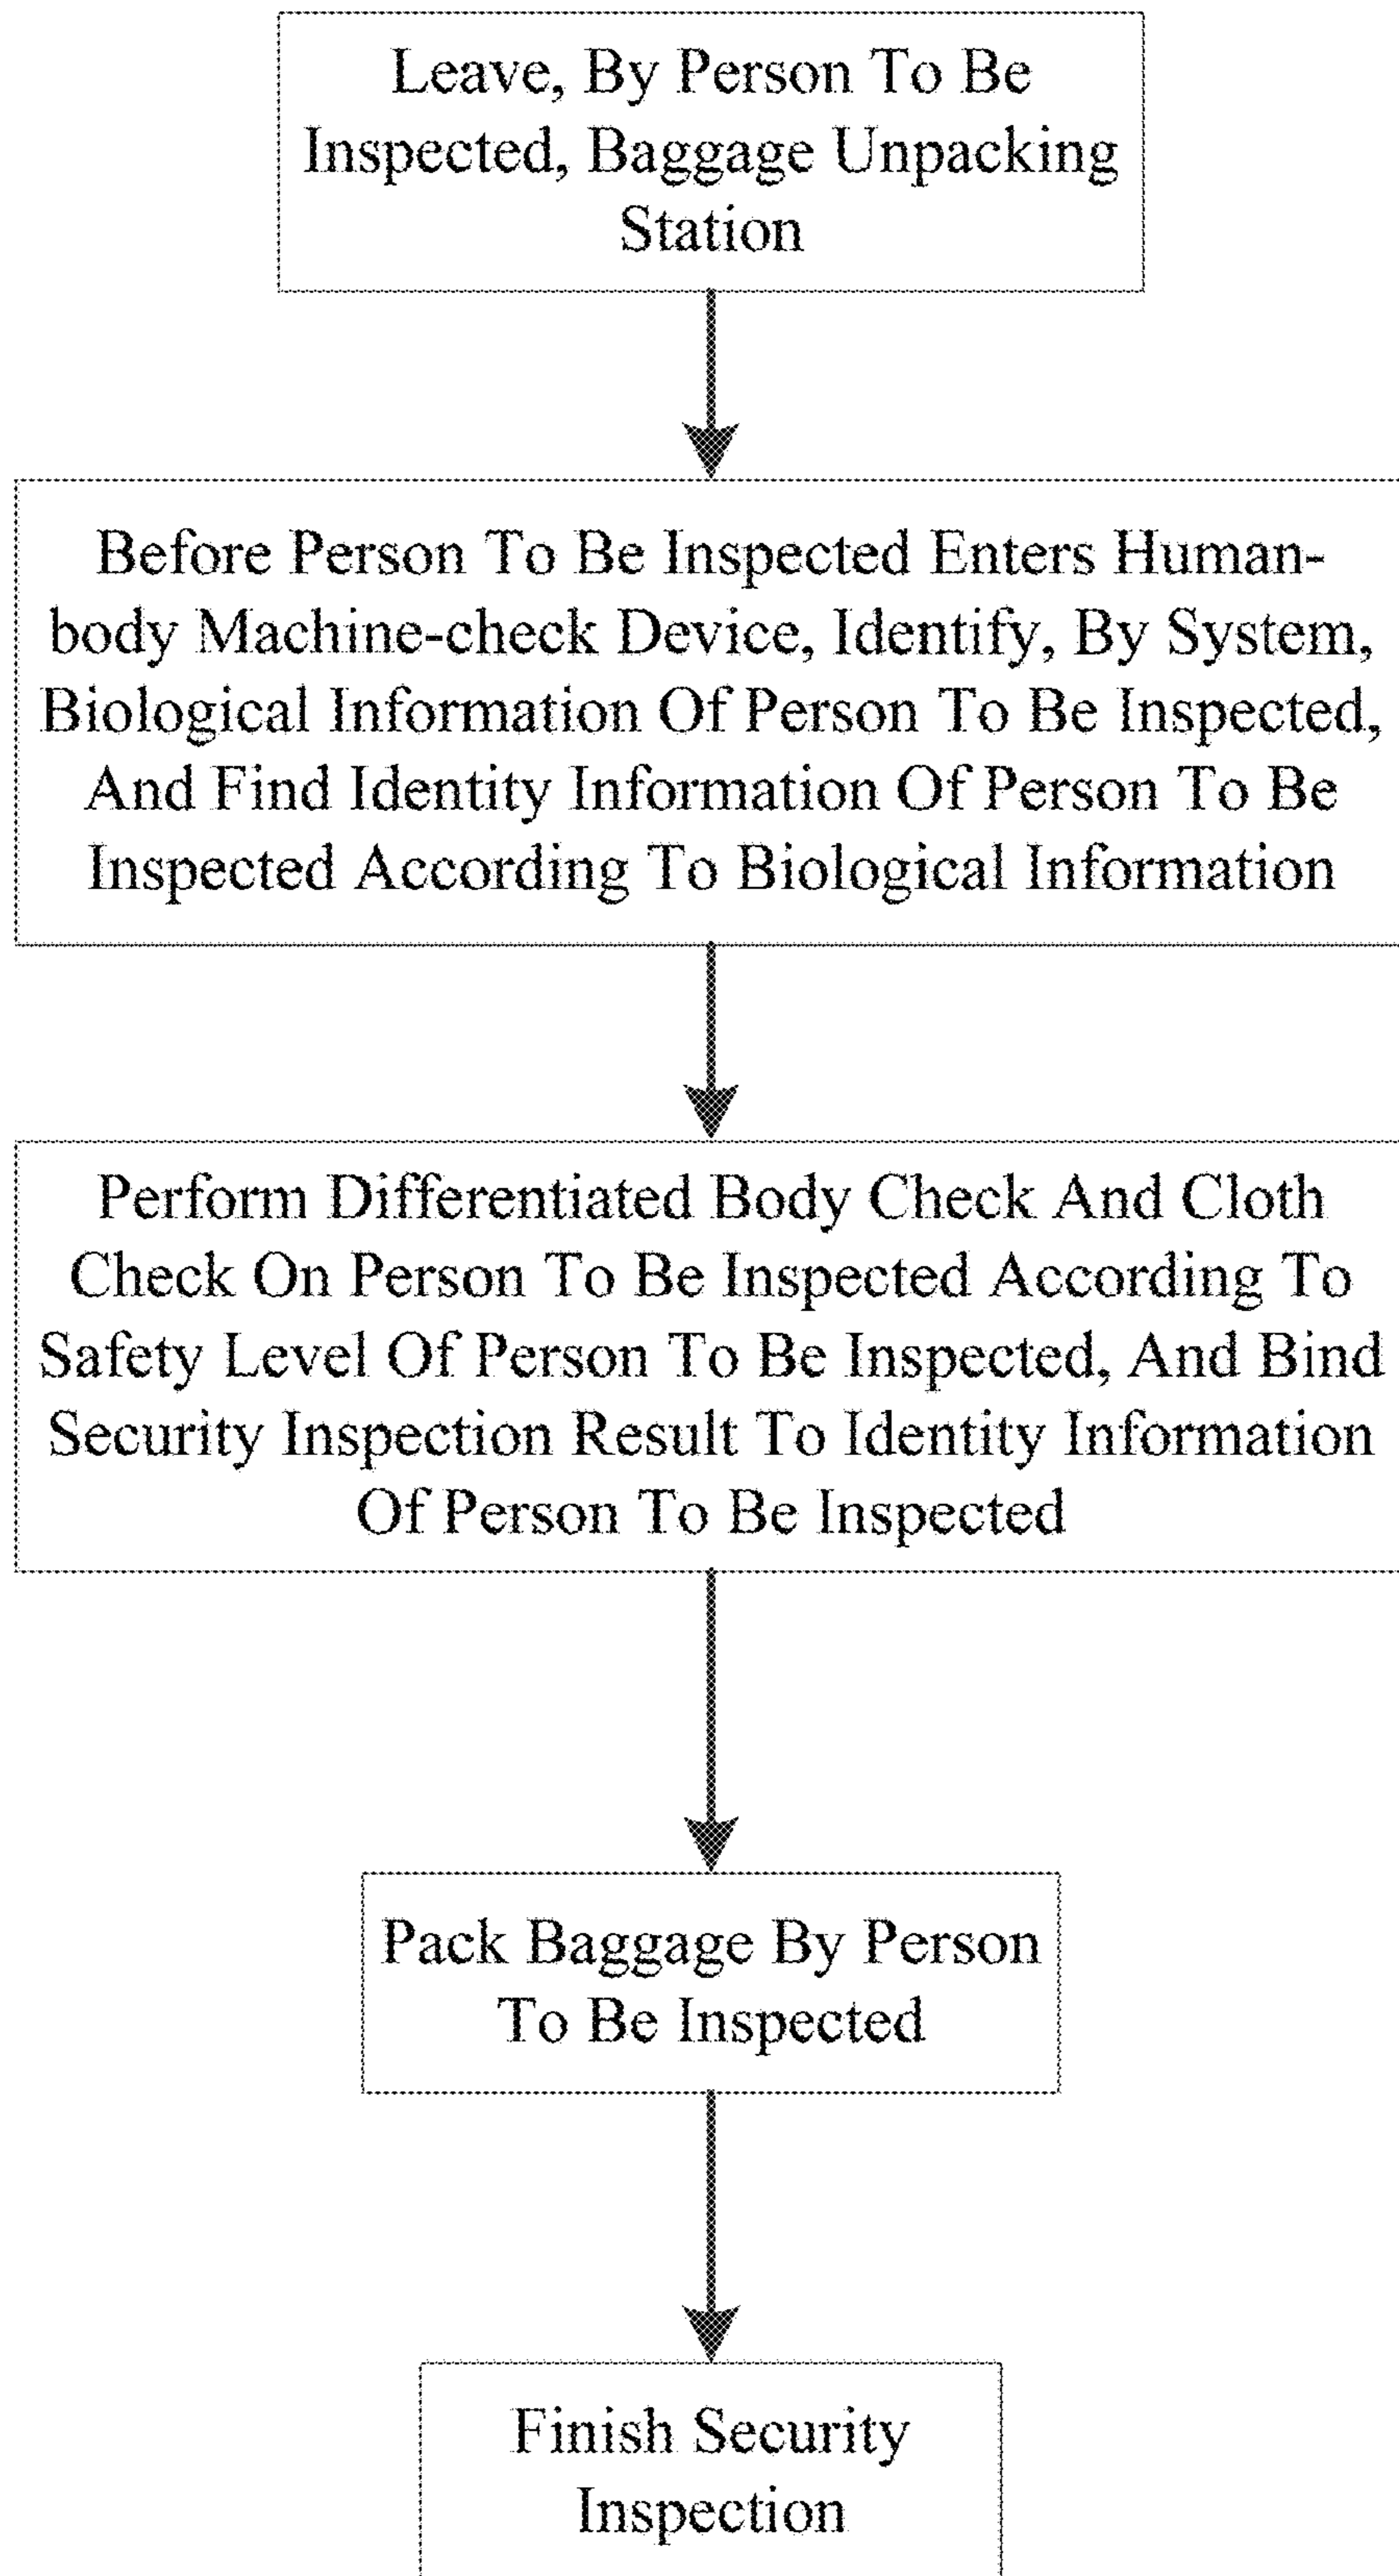 Leave, By Person To Be
Inspected, Baggage Unpacking
Station
Before Person To Be Inspected Enters Human-
body Machine-check Device, Identify, By System,
Biological Information Of Person To Be Inspected,
And Find Identity Information Of Person To Be
Inspected According To Biological Information
Perform Differentiated Body Check And Cloth
Check On Person To Be Inspected According To
Safety Level Of Person To Be Inspected, And Bind
Security Inspection Result To Identity Information
Of Person To Be Inspected
Pack Baggage By Person
To Be Inspected
Finish Security
Inspection